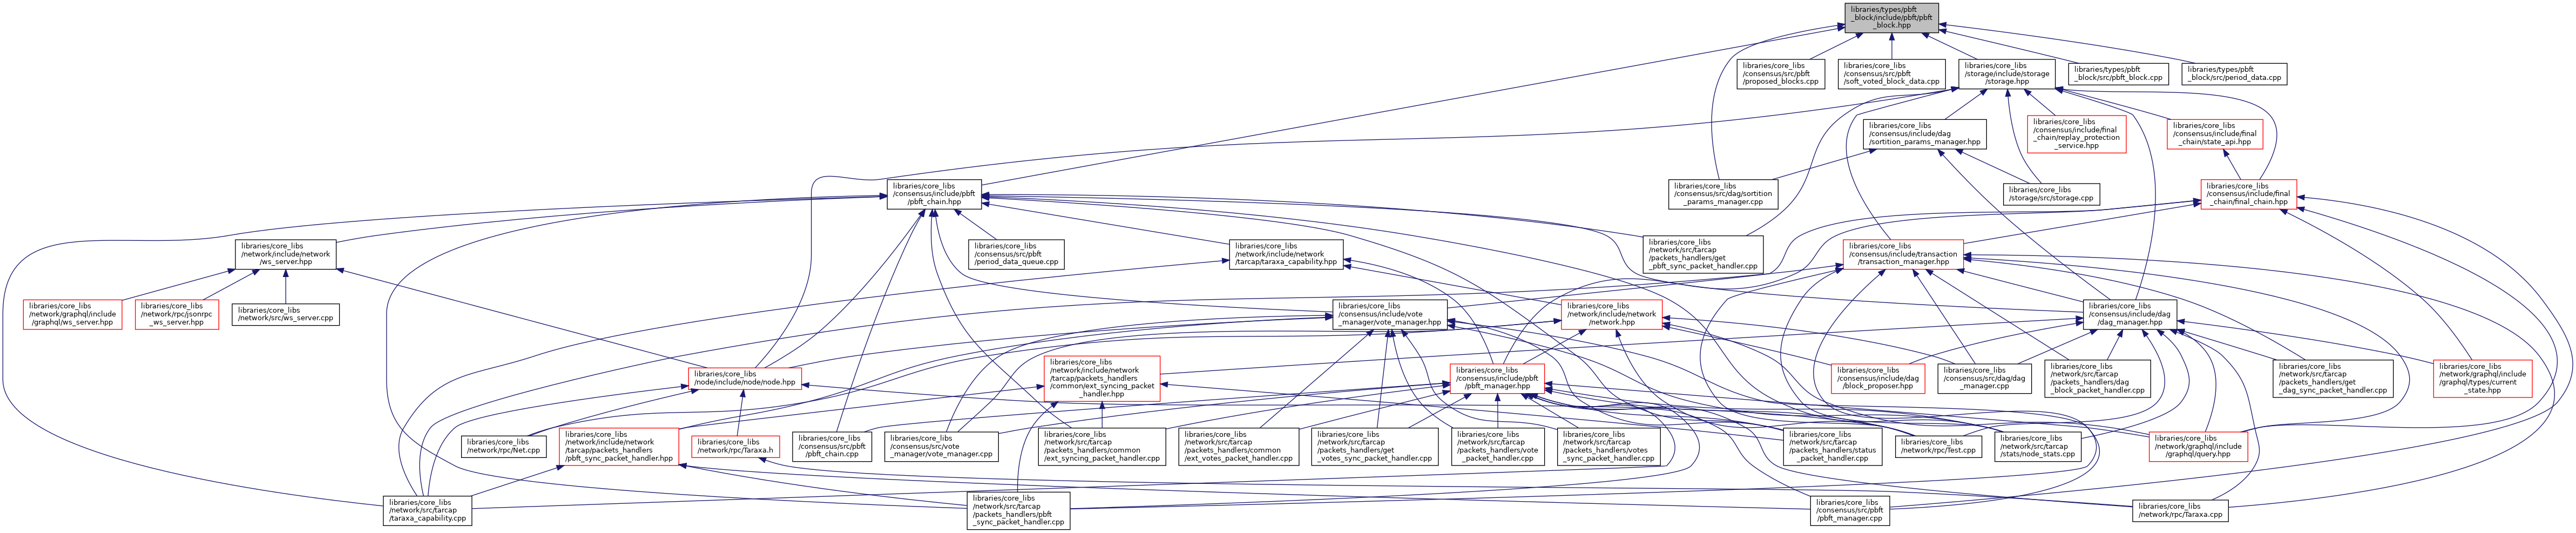 libraries/types/pbft
_block/include/pbft/pbft
_block.hpp
libraries/core_libs
/consensus/src/pbft
/proposed_blocks.cpp
libraries/core_libs
/consensus/src/pbft
/soft_voted_block_data.cpp
libraries/core_libs
/storage/include/storage
/storage.hpp
libraries/types/pbft
_block/src/pbft_block.cpp
libraries/types/pbft
_block/src/period_data.cpp
libraries/core_libs
/consensus/include/dag
/sortition_params_manager.hpp
libraries/core_libs
/consensus/include/final
_chain/replay_protection
_service.hpp
libraries/core_libs
/consensus/include/final
_chain/state_api.hpp
libraries/core_libs
/consensus/include/pbft
/pbft_chain.hpp
libraries/core_libs
/consensus/src/dag/sortition
_params_manager.cpp
libraries/core_libs
/storage/src/storage.cpp
libraries/core_libs
/consensus/include/final
_chain/final_chain.hpp
libraries/core_libs
/network/include/network
/ws_server.hpp
libraries/core_libs
/consensus/src/pbft
/period_data_queue.cpp
libraries/core_libs
/network/include/network
/tarcap/taraxa_capability.hpp
libraries/core_libs
/network/src/tarcap
/packets_handlers/get
_pbft_sync_packet_handler.cpp
libraries/core_libs
/consensus/include/transaction
/transaction_manager.hpp
libraries/core_libs
/network/graphql/include
/graphql/ws_server.hpp
libraries/core_libs
/network/rpc/jsonrpc
_ws_server.hpp
libraries/core_libs
/network/src/ws_server.cpp
libraries/core_libs
/consensus/include/vote
_manager/vote_manager.hpp
libraries/core_libs
/network/include/network
/network.hpp
libraries/core_libs
/consensus/include/dag
/dag_manager.hpp
libraries/core_libs
/node/include/node/node.hpp
libraries/core_libs
/network/include/network
/tarcap/packets_handlers
/common/ext_syncing_packet
_handler.hpp
libraries/core_libs
/consensus/include/pbft
/pbft_manager.hpp
libraries/core_libs
/consensus/include/dag
/block_proposer.hpp
libraries/core_libs
/consensus/src/dag/dag
_manager.cpp
libraries/core_libs
/network/src/tarcap
/packets_handlers/dag
_block_packet_handler.cpp
libraries/core_libs
/network/src/tarcap
/packets_handlers/get
_dag_sync_packet_handler.cpp
libraries/core_libs
/network/graphql/include
/graphql/types/current
_state.hpp
libraries/core_libs
/network/rpc/Net.cpp
libraries/core_libs
/network/include/network
/tarcap/packets_handlers
/pbft_sync_packet_handler.hpp
libraries/core_libs
/network/rpc/Taraxa.h
libraries/core_libs
/consensus/src/pbft
/pbft_chain.cpp
libraries/core_libs
/consensus/src/vote
_manager/vote_manager.cpp
libraries/core_libs
/network/src/tarcap
/packets_handlers/common
/ext_syncing_packet_handler.cpp
libraries/core_libs
/network/src/tarcap
/packets_handlers/common
/ext_votes_packet_handler.cpp
libraries/core_libs
/network/src/tarcap
/packets_handlers/get
_votes_sync_packet_handler.cpp
libraries/core_libs
/network/src/tarcap
/packets_handlers/vote
_packet_handler.cpp
libraries/core_libs
/network/src/tarcap
/packets_handlers/votes
_sync_packet_handler.cpp
libraries/core_libs
/network/src/tarcap
/packets_handlers/status
_packet_handler.cpp
libraries/core_libs
/network/rpc/Test.cpp
libraries/core_libs
/network/src/tarcap
/stats/node_stats.cpp
libraries/core_libs
/network/graphql/include
/graphql/query.hpp
libraries/core_libs
/network/src/tarcap
/taraxa_capability.cpp
libraries/core_libs
/network/src/tarcap
/packets_handlers/pbft
_sync_packet_handler.cpp
libraries/core_libs
/consensus/src/pbft
/pbft_manager.cpp
libraries/core_libs
/network/rpc/Taraxa.cpp